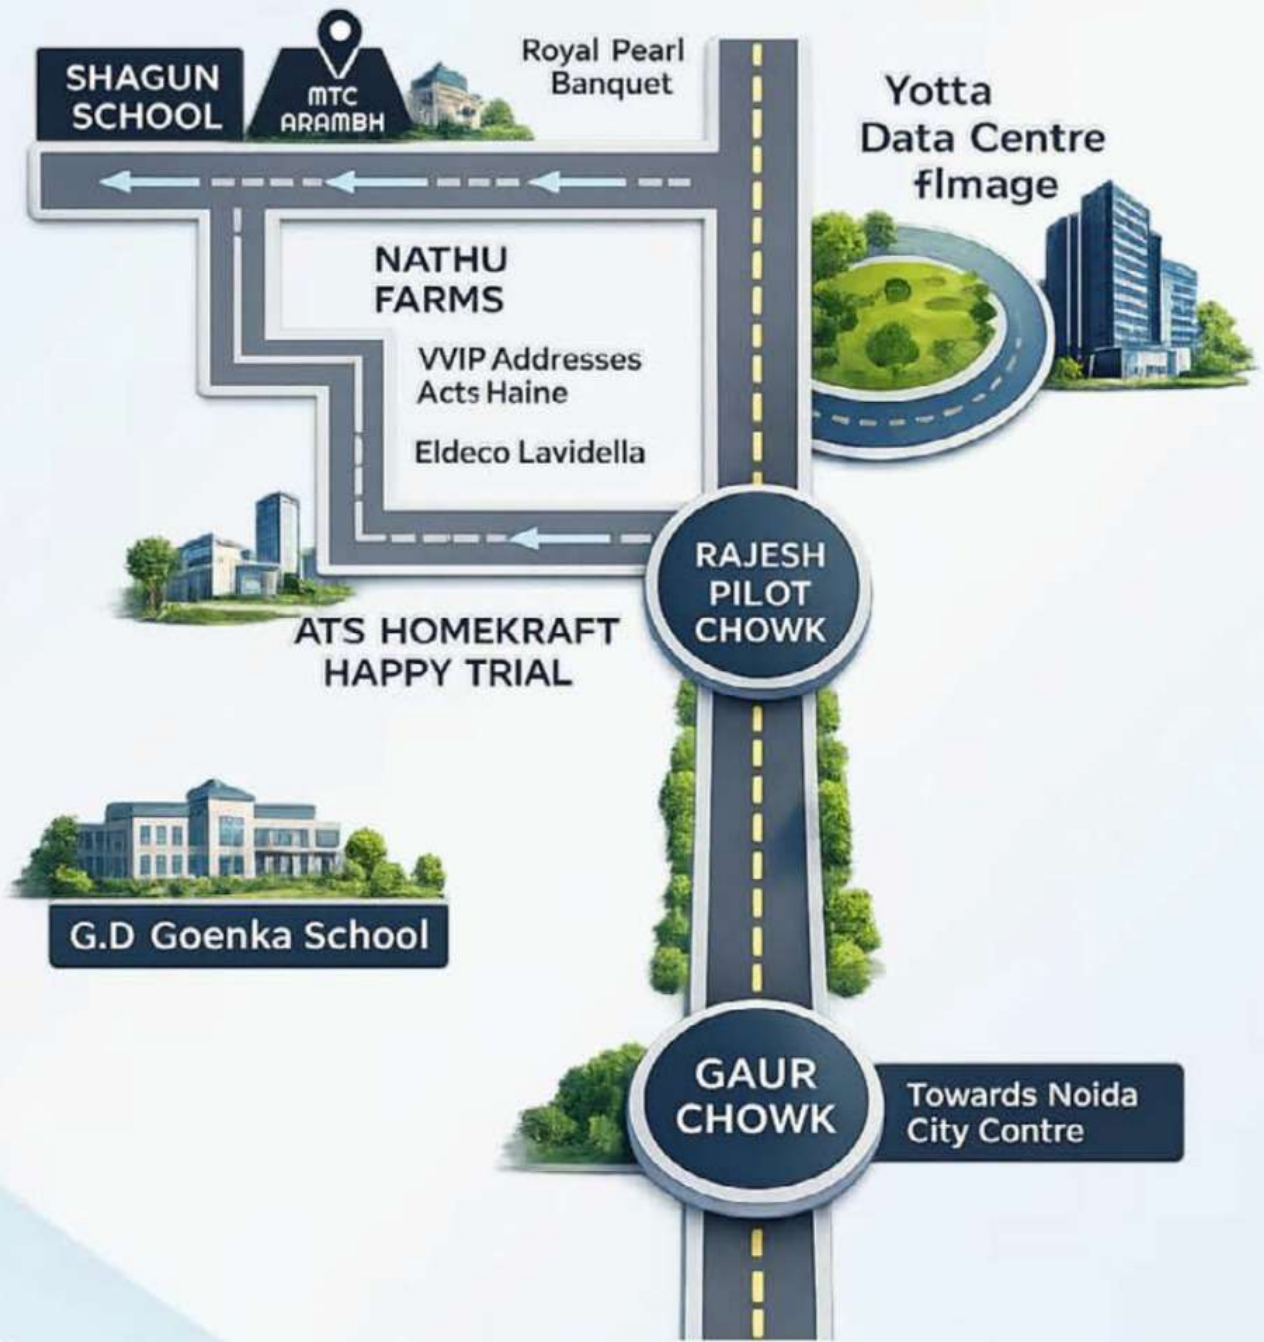 SHAGUN
SCHOOL
MTC
ARAMBH
Royal Pearl
Banquet
Yotta
Data Centre
flmage
NATHU
FARMS
VVIP Addresses
Acts Haine
Eldeco Lavidella
RAJESH
PILOT
CHOWK
ATS HOMEKRAFT
HAPPY TRIAL
G.D Goenka School
GAUR
CHOWK
Towards Noida
City Contre